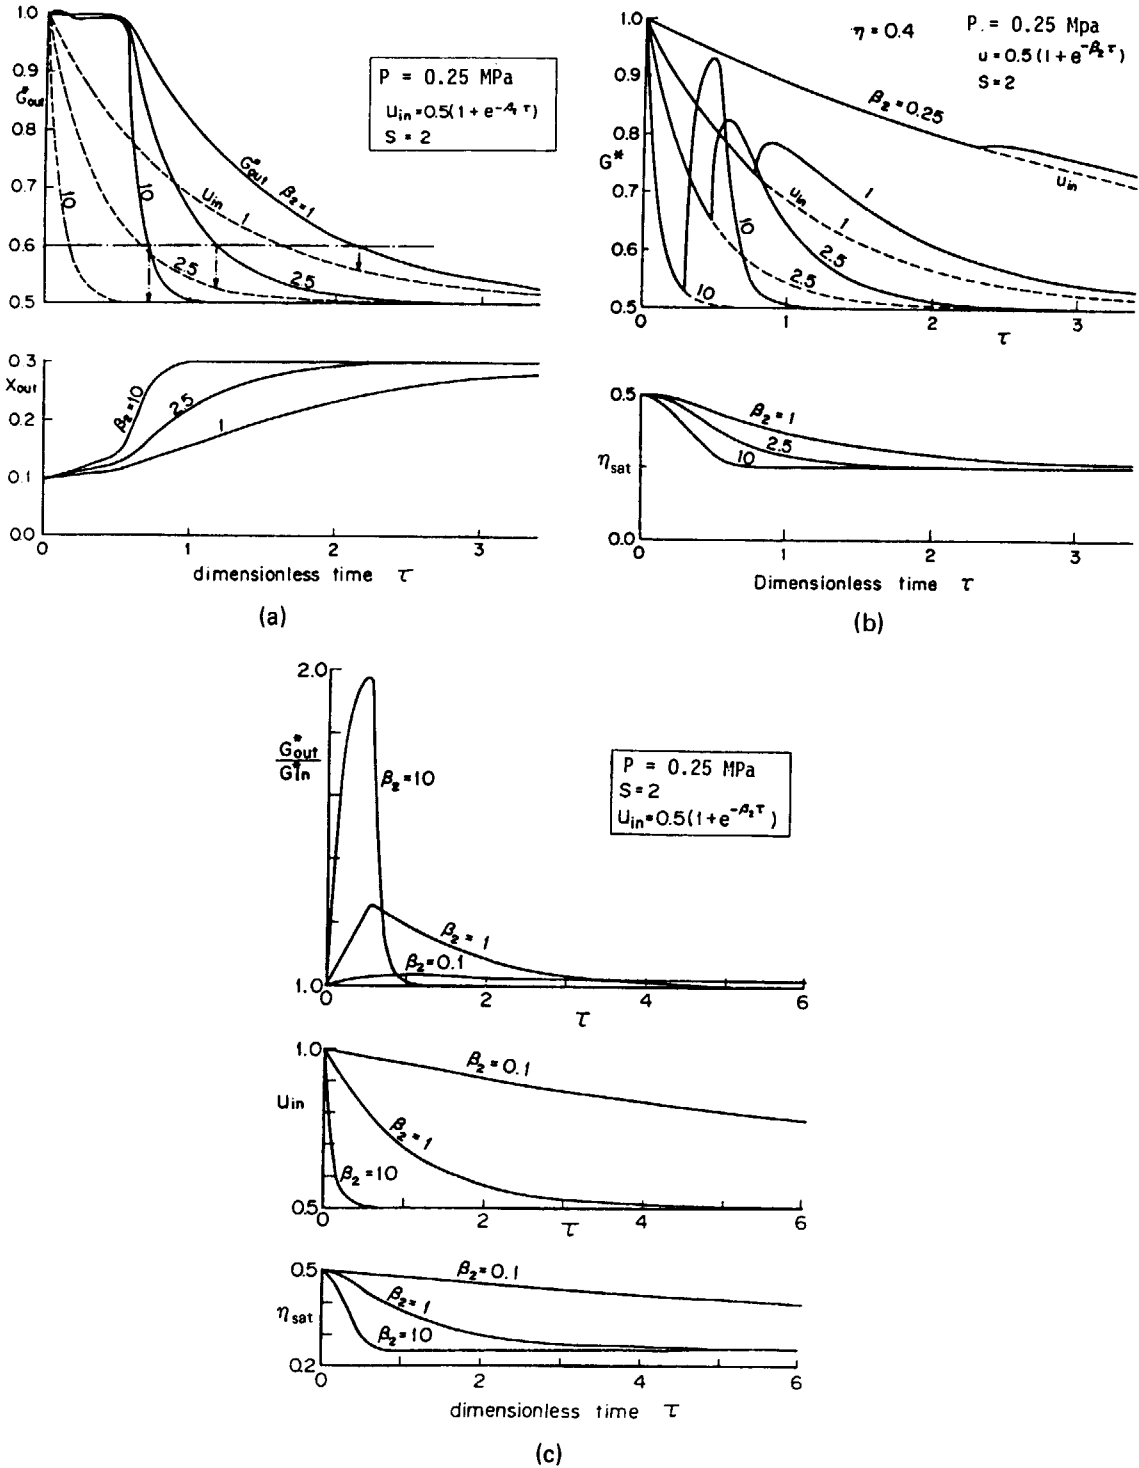 1.0
0.9
G*out
0.8
0.7
0.6
0.5
P = 0.25 MPa
Uin=0.5(1+e^-β₁τ)
S = 2
G*out β₂=1
Uin
1
10
10
2.5
2.5
0.3
Xout
0.2
0.1
0.0
β₂=10
2.5
1
0 1 2 3
dimensionless time τ
(a)
1.0
0.9
0.8
G*
0.7
0.6
0.5
η=0.4
P = 0.25 Mpa
u=0.5(1+e^-β₂τ)
S=2
β₂=0.25
uin
1
uin
1
10
2.5
2.5
10
0 1 2 3
τ
0.5
ηsat
0.0
β₂=1
2.5
10
0 1 2 3
Dimensionless time τ
(b)
2.0
G*out
G*in
1.0
β₂=10
β₂=1
β₂=0.1
P = 0.25 MPa
S=2
Uin=0.5(1+e^-β₂τ)
2 4 6
τ
1.0
Uin
0.5
β₂=0.1
β₂=1
β₂=10
0 2 4 6
τ
0.5
ηsat
0.2
β₂=0.1
β₂=1
β₂=10
0 2 4 6
dimensionless time τ
(c)